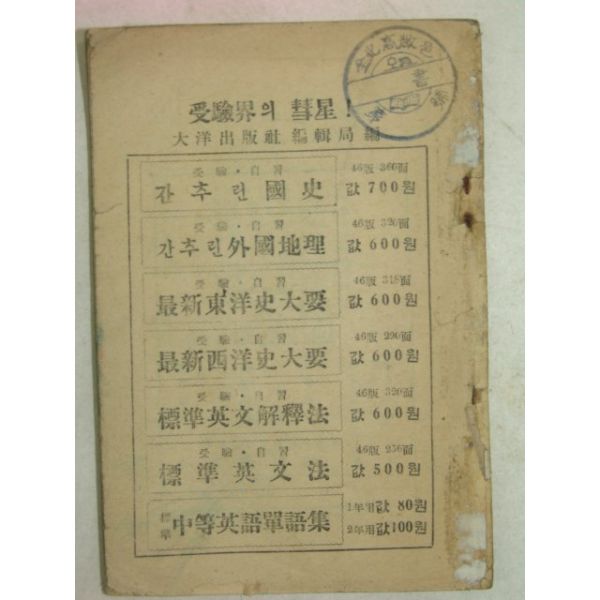 受驗界의 彗星!
大洋出版社 編輯局 編
受驗·自習
간추린 國史
46版 360面
값 700원
受驗·自習
간추린 外國地理
46版 320面
값 600원
受驗·自習
最新東洋史大要
46版 318面
값 600원
受驗·自習
最新西洋史大要
46版 290面
값 600원
受驗·自習
標準英文解釋法
46版 320面
값 600원
受驗·自習
標準英文法
46版 256面
값 500원
標準 中等英語單語集
1年用 값 80원
2年用 값 100원